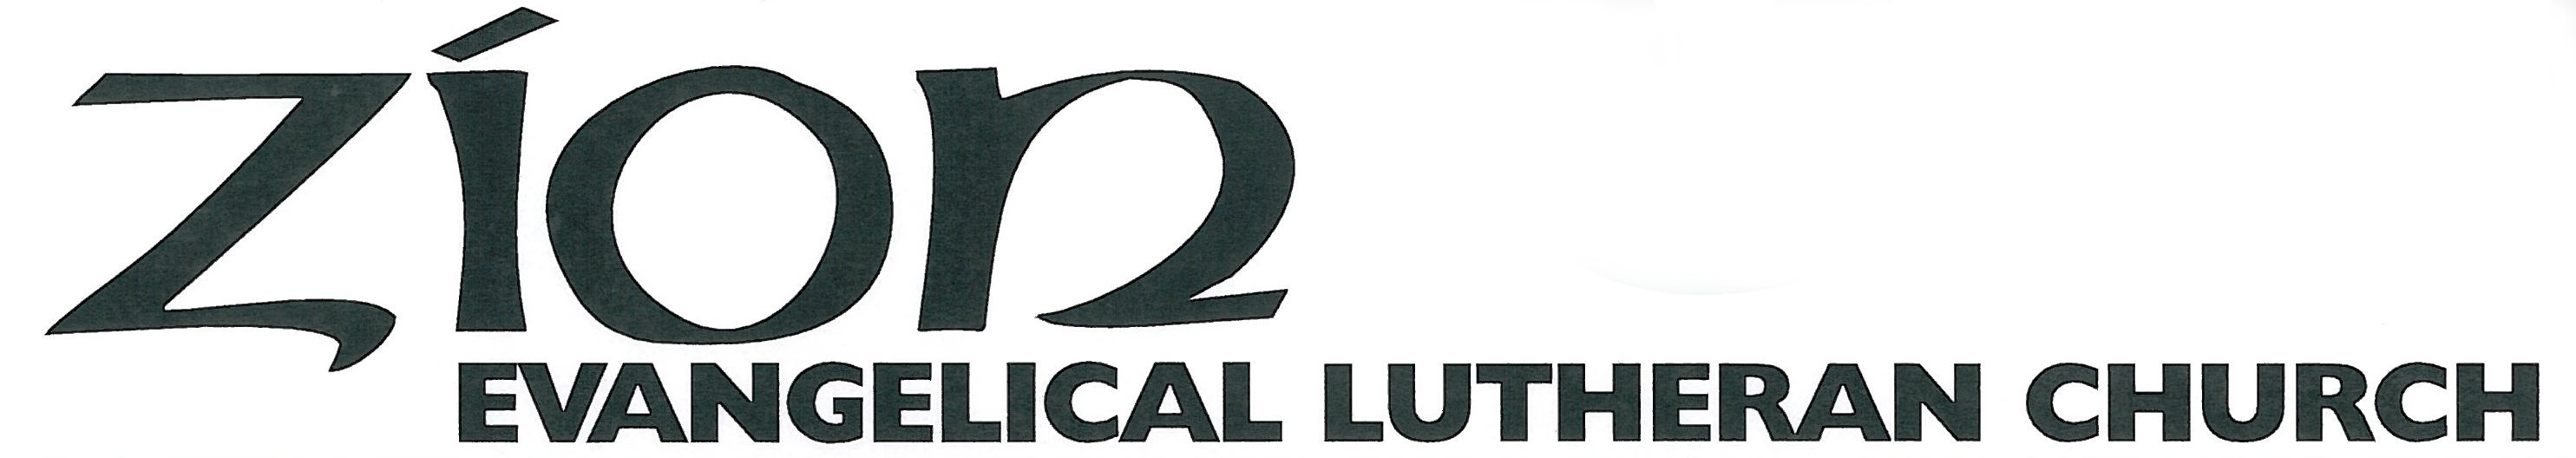 Zion
EVANGELICAL LUTHERAN CHURCH